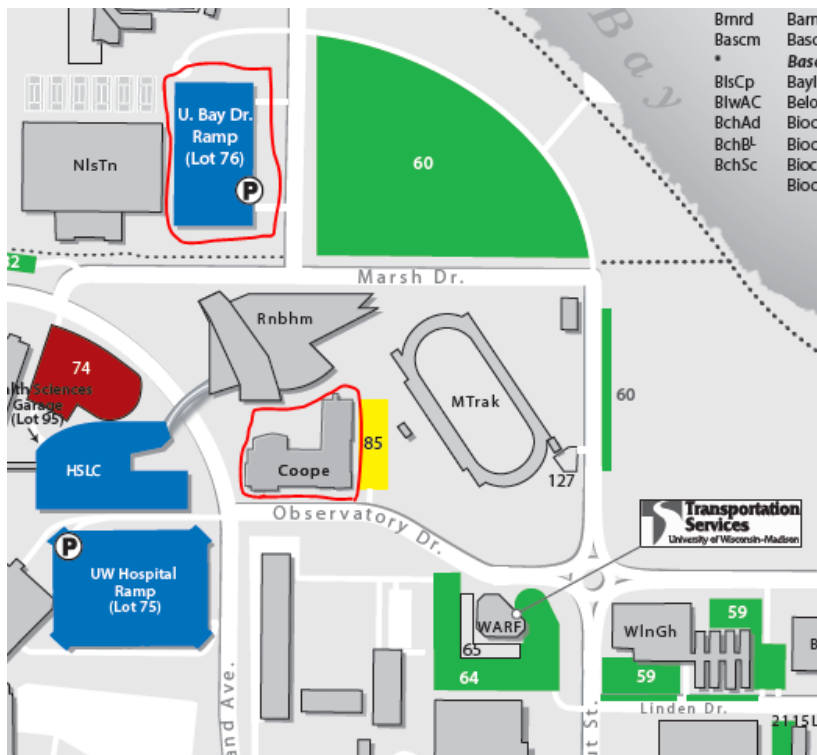 Bay
Brnrd
Bascm
*
BlsCp
BlwAC
BchAd
BchBL
BchSc
U. Bay Dr.
Ramp
(Lot 76)
P
NlsTn
60
Marsh Dr.
Rnbhm
74
Garage
(Lot 95)
HSLC
MTrak
60
Coope
85
127
Observatory Dr.
Transportation
Services
University of Wisconsin–Madison
P
UW Hospital
Ramp
(Lot 75)
WARF
65
64
WlnGh
59
59
Linden Dr.